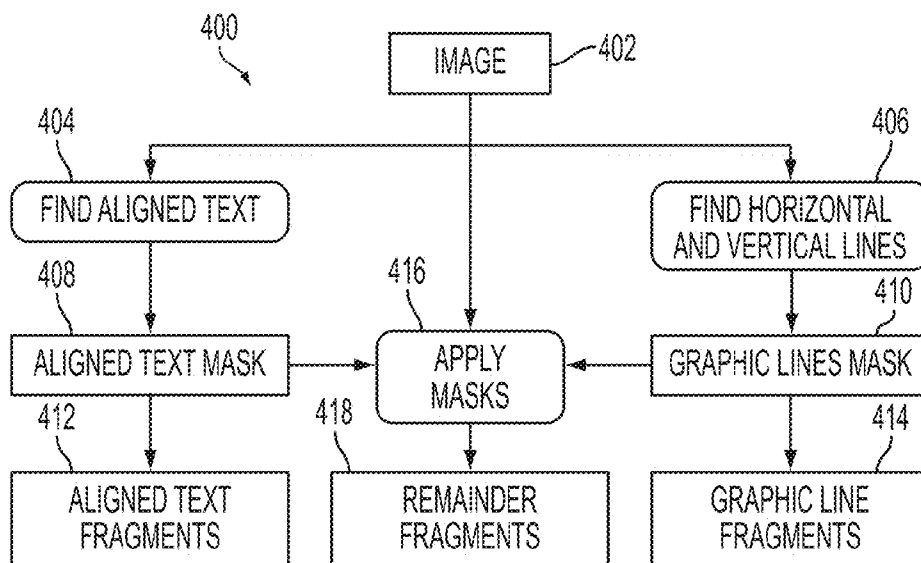 400
IMAGE
402
404
406
FIND ALIGNED TEXT
FIND HORIZONTAL
AND VERTICAL LINES
408
416
410
ALIGNED TEXT MASK
APPLY
MASKS
GRAPHIC LINES MASK
412
418
414
ALIGNED TEXT
FRAGMENTS
REMAINDER
FRAGMENTS
GRAPHIC LINE
FRAGMENTS